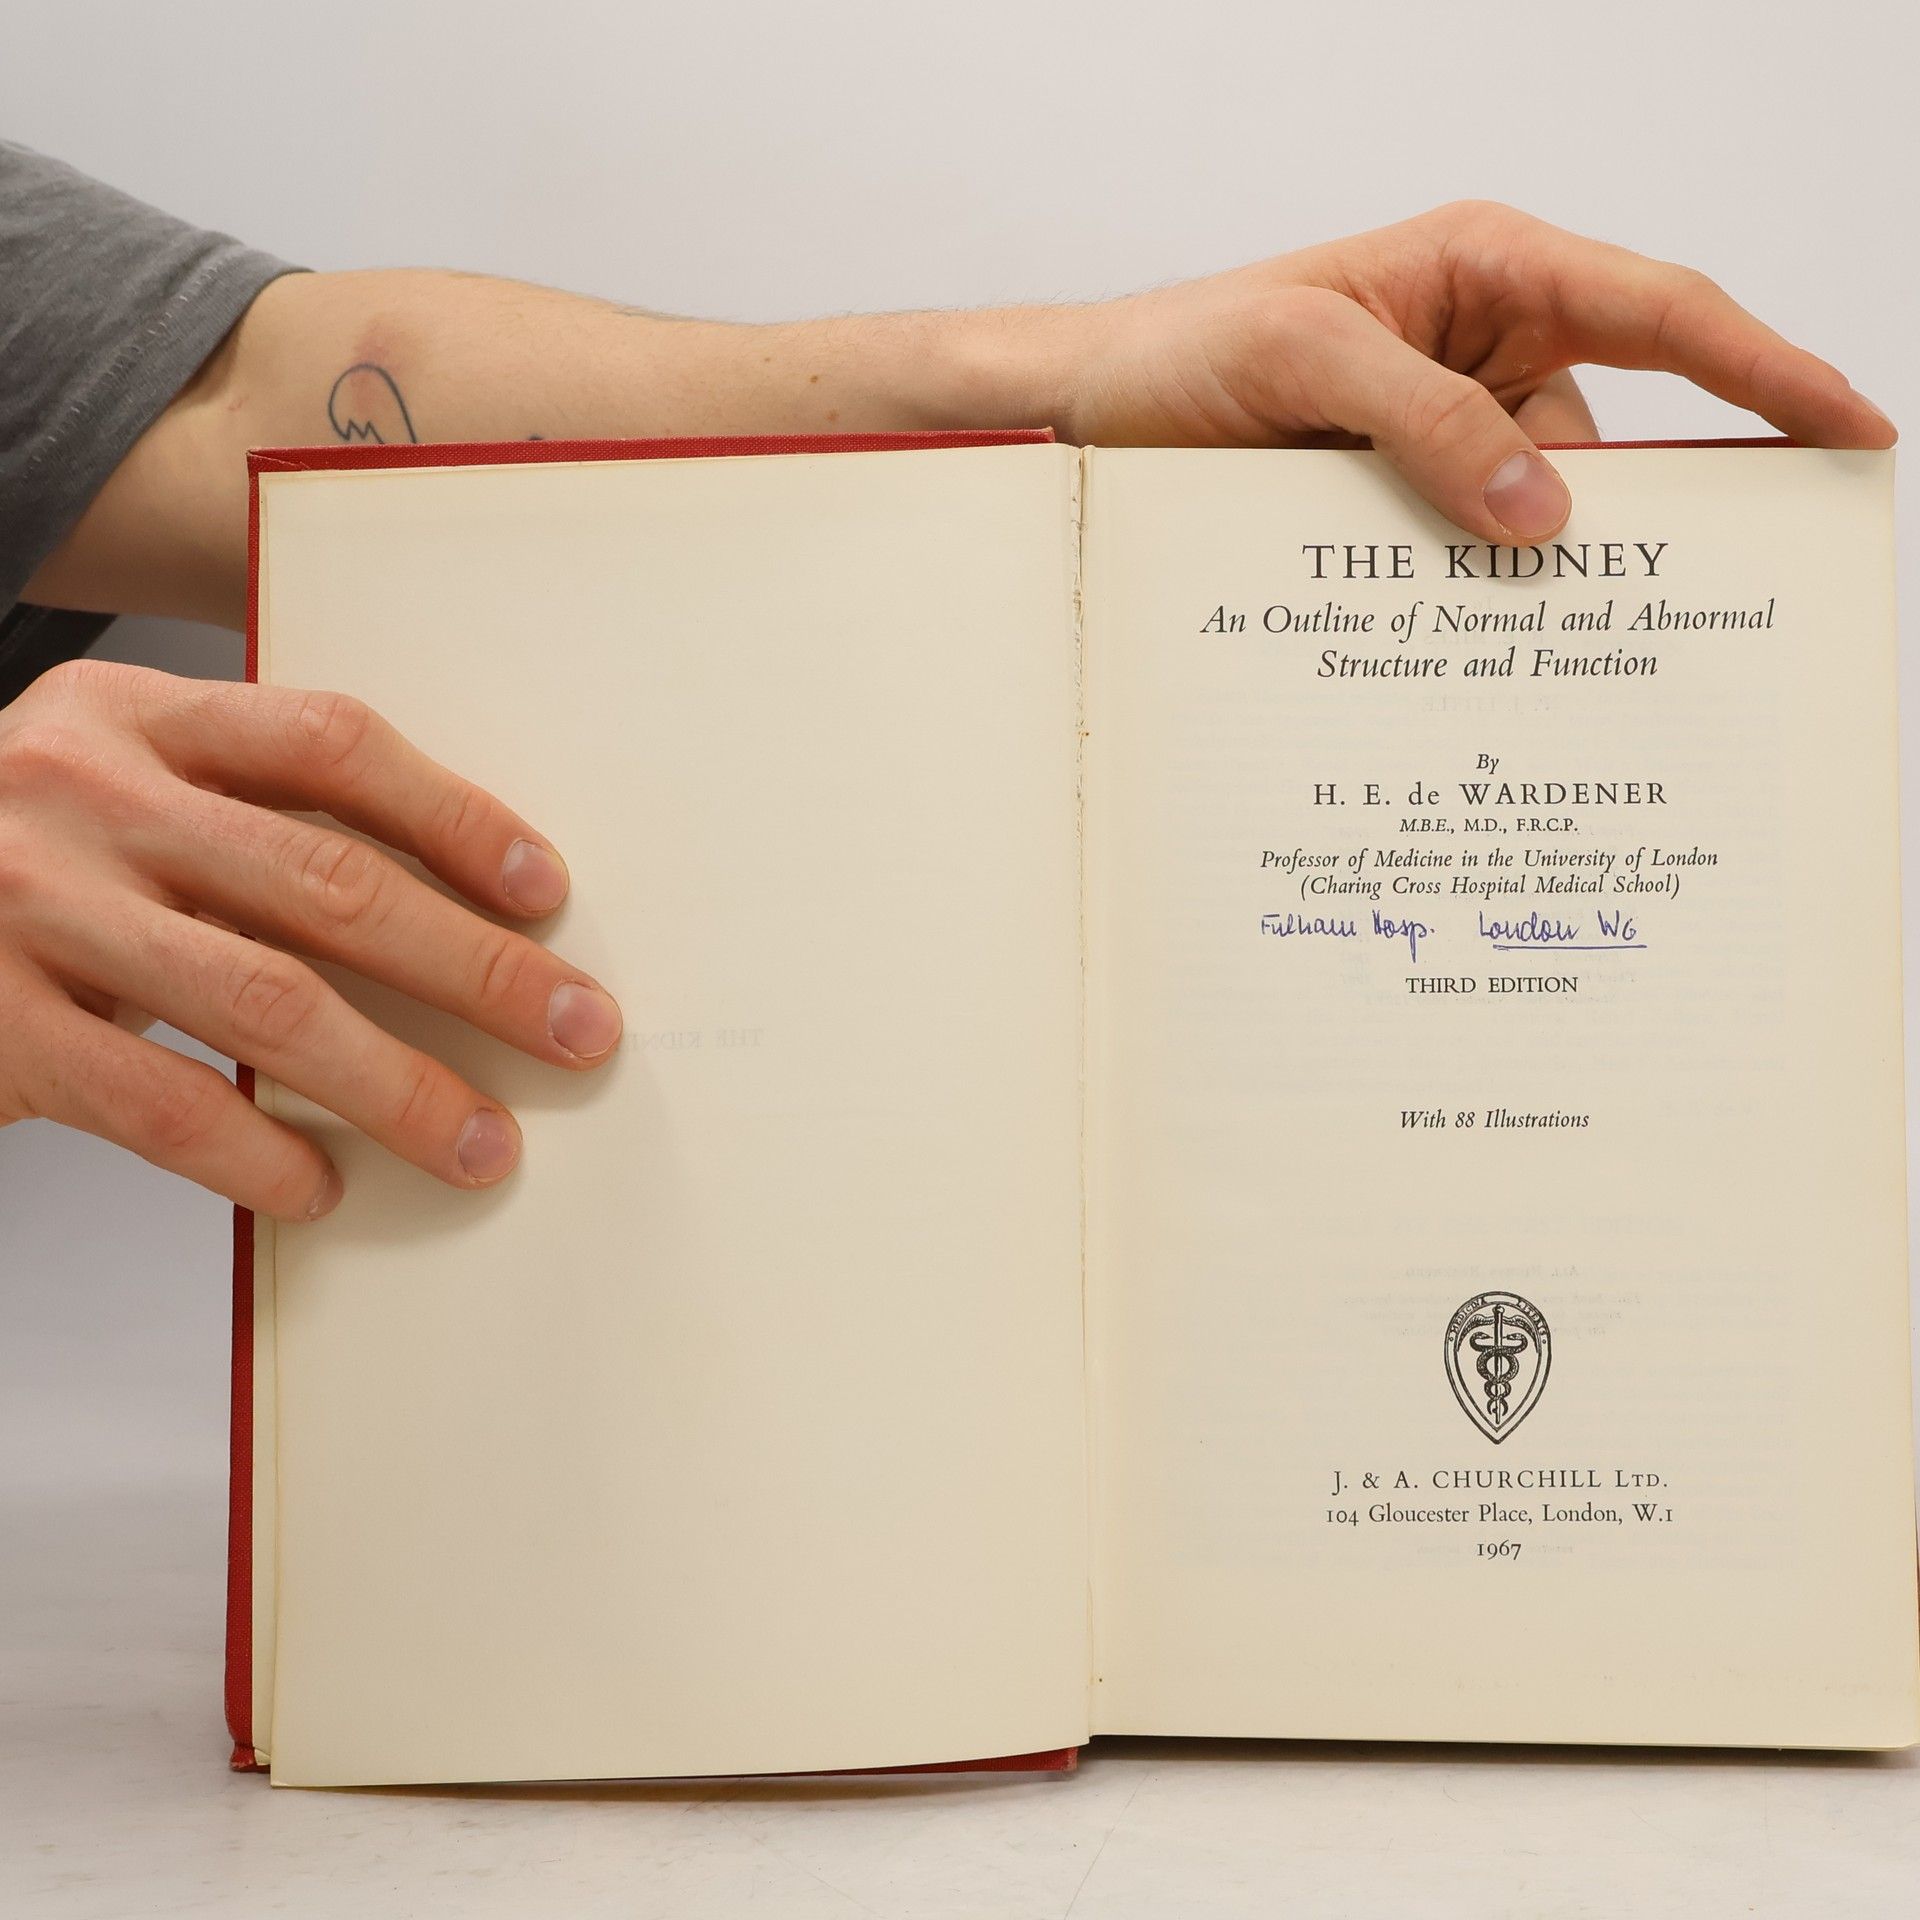 THE KIDNEY
An Outline of Normal and Abnormal
Structure and Function
By
H. E. de WARDENER
M.B.E., M.D., F.R.C.P.
Professor of Medicine in the University of London
(Charing Cross Hospital Medical School)
Fulham Hosp. London W6
THIRD EDITION
With 88 Illustrations
MEDICINA LITERIS
J. & A. CHURCHILL LTD.
104 Gloucester Place, London, W.1
1967